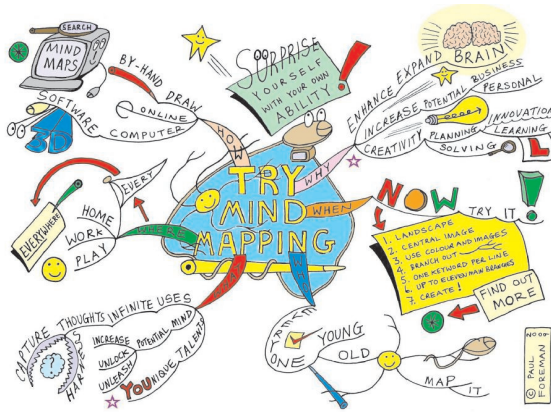 SEARCH
MIND
MAPS
BY-HAND DRAW
ONLINE
COMPUTER
SOFTWARE
3D
HOW
SURPRISE
YOURSELF
WITH YOUR OWN
ABILITY
!
TRY
MIND
MAPPING
WHY
ENHANCE EXPAND BRAIN
INCREASE POTENTIAL BUSINESS
PERSONAL
CREATIVITY PLANNING
SOLVING
INNOVATION
LEARNING
WHEN
NOW
TRY IT
!
1. LANDSCAPE
2. CENTRAL IMAGE
3. USE COLOUR AND IMAGES
4. BRANCH OUT
5. ONE KEYWORD PER LINE
6. UP TO ELEVEN MAIN BRANCHES
7. CREATE!
FIND OUT
MORE
WHERE
EVERY
HOME
WORK
PLAY
EVERYWHERE
CAPTURE THOUGHTS INFINITE USES
INCREASE POTENTIAL MIND
UNLOCK
UNLEASH
YOUNIQUE TALENTS
YOUNG
OLD
ONE
MAP
IT
© PAUL
FOREMAN